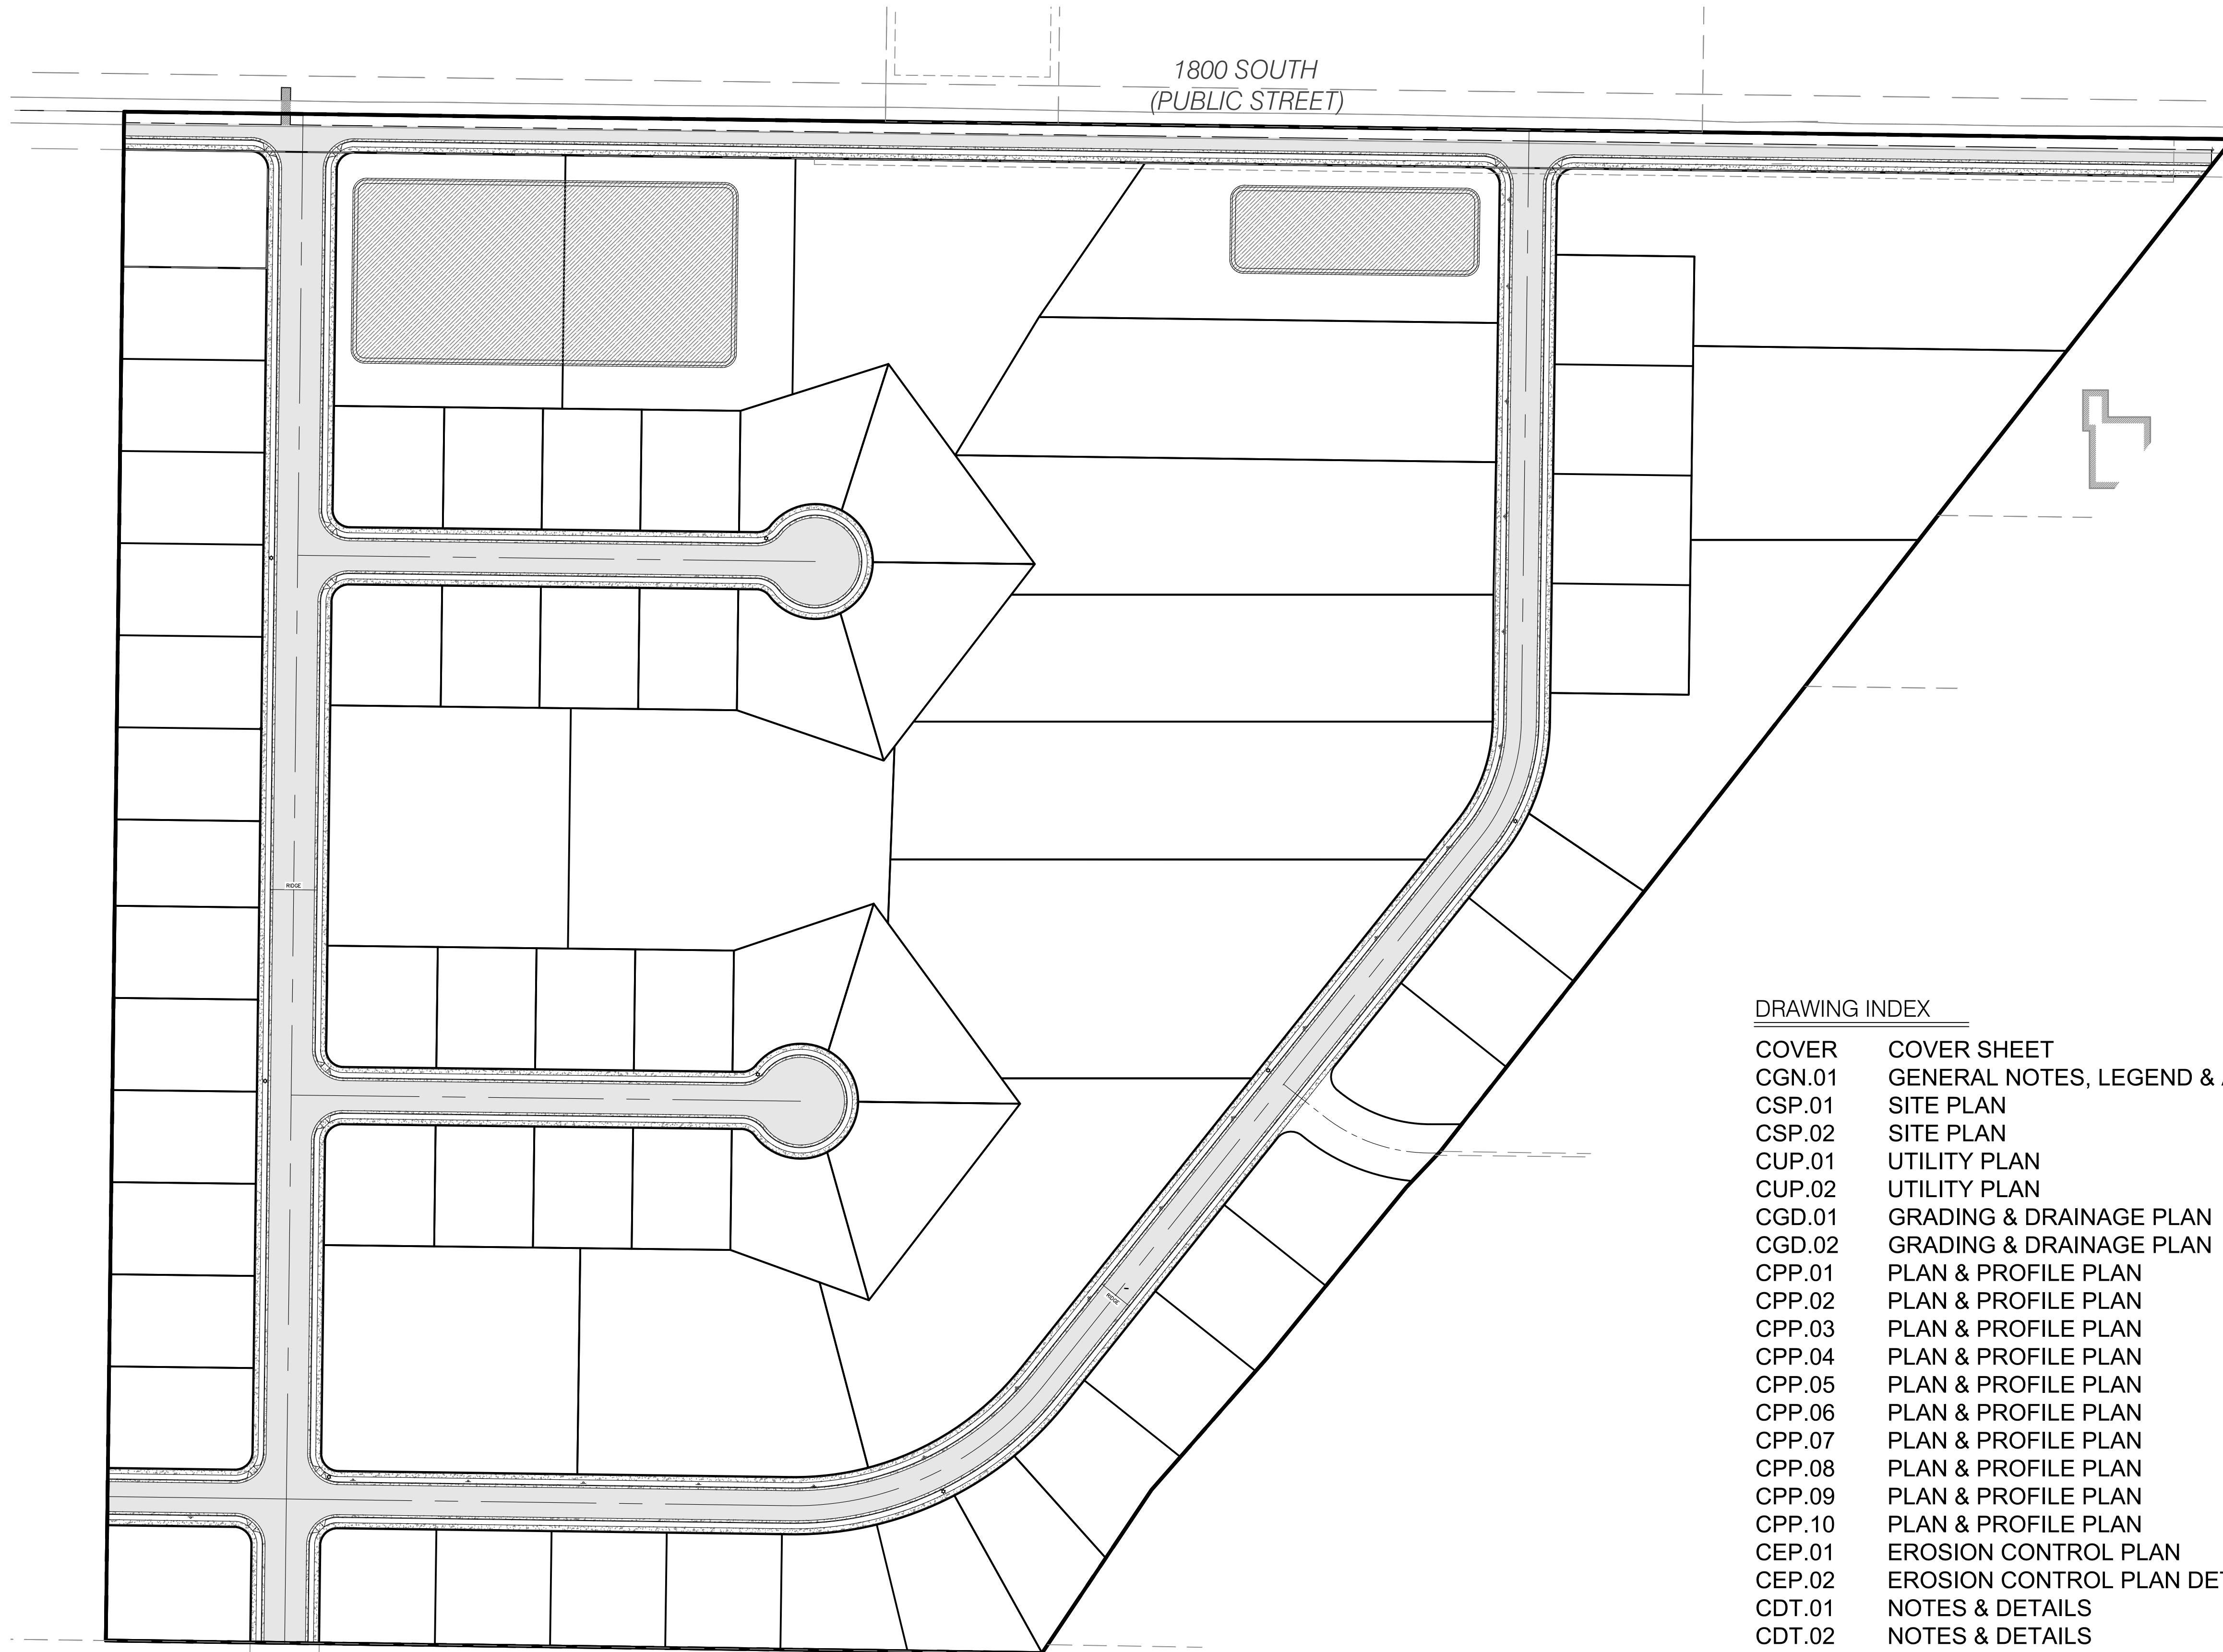 1800 SOUTH
(PUBLIC STREET)
RIDGE
RIDGE
DRAWING INDEX
COVER COVER SHEET
CGN.01 GENERAL NOTES, LEGEND &
CSP.01 SITE PLAN
CSP.02 SITE PLAN
CUP.01 UTILITY PLAN
CUP.02 UTILITY PLAN
CGD.01 GRADING & DRAINAGE PLAN
CGD.02 GRADING & DRAINAGE PLAN
CPP.01 PLAN & PROFILE PLAN
CPP.02 PLAN & PROFILE PLAN
CPP.03 PLAN & PROFILE PLAN
CPP.04 PLAN & PROFILE PLAN
CPP.05 PLAN & PROFILE PLAN
CPP.06 PLAN & PROFILE PLAN
CPP.07 PLAN & PROFILE PLAN
CPP.08 PLAN & PROFILE PLAN
CPP.09 PLAN & PROFILE PLAN
CPP.10 PLAN & PROFILE PLAN
CEP.01 EROSION CONTROL PLAN
CEP.02 EROSION CONTROL PLAN
CDT.01 NOTES & DETAILS
CDT.02 NOTES & DETAILS